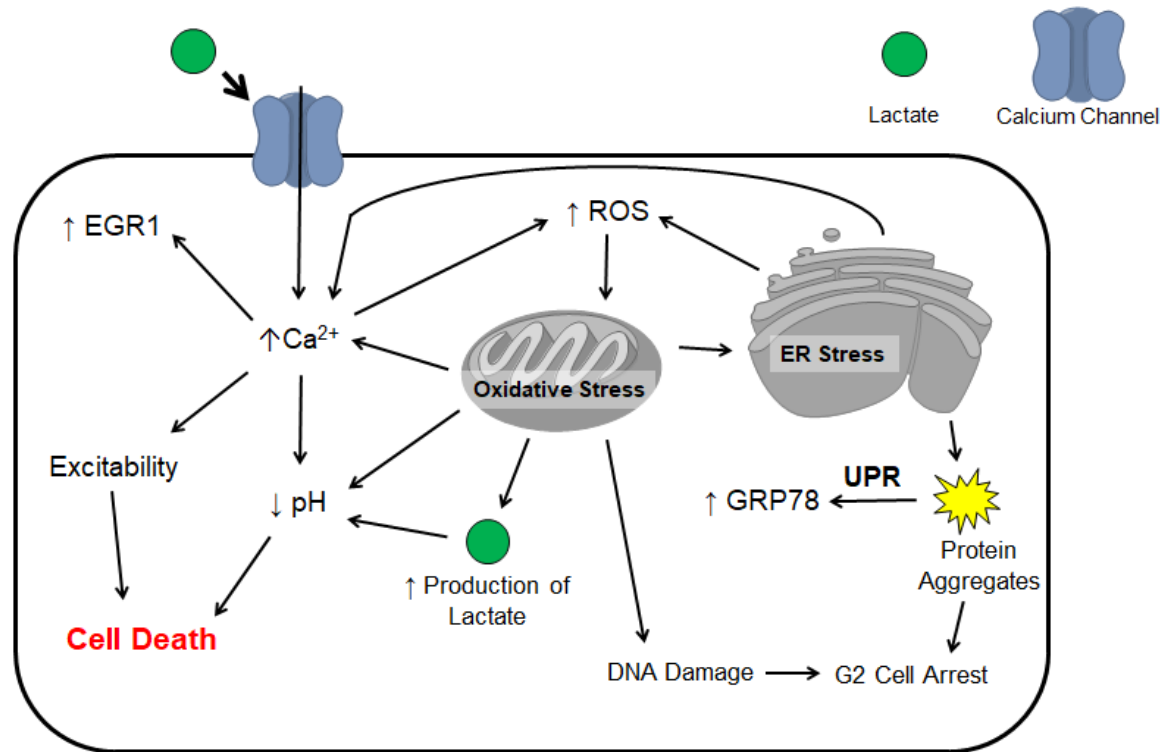 Lactate
Calcium Channel
↑ EGR1
↑ ROS
↑Ca²⁺
Oxidative Stress
ER Stress
Excitability
↓ pH
UPR
↑ GRP78
Protein
Aggregates
↑ Production of
Lactate
Cell Death
DNA Damage
G2 Cell Arrest